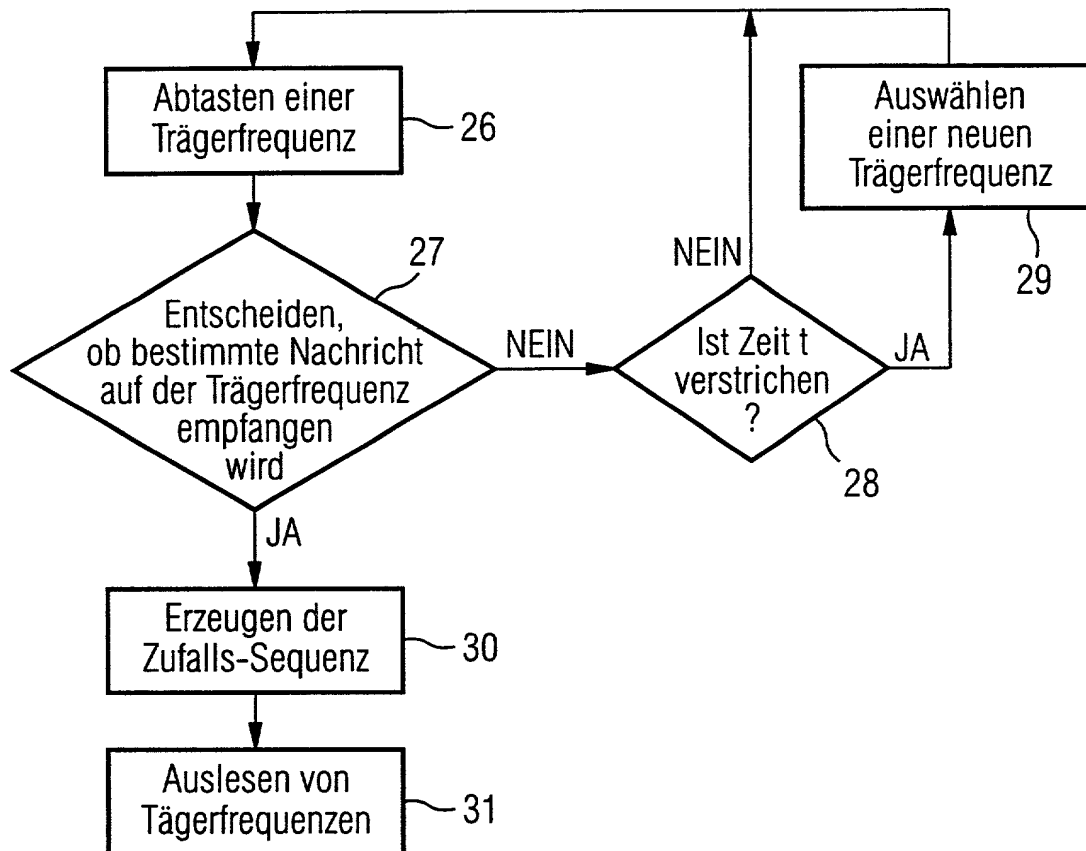 Abtasten einer
Trägerfrequenz
26
Auswählen
einer neuen
Trägerfrequenz
29
27
Entscheiden,
ob bestimmte Nachricht
auf der Trägerfrequenz
empfangen
wird
NEIN
NEIN
Ist Zeit t
verstrichen
?
JA
28
JA
Erzeugen der
Zufalls-Sequenz
30
Auslesen von
Tägerfrequenzen
31